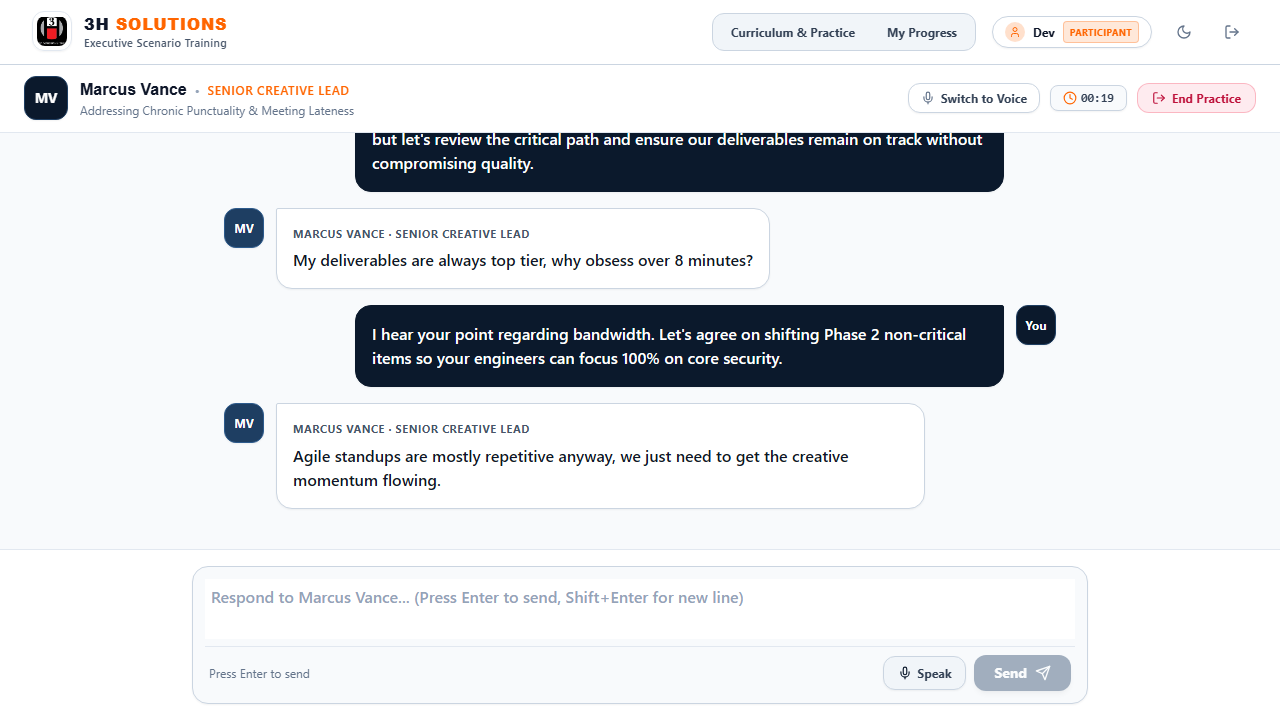 3H SOLUTIONS
Executive Scenario Training
Curriculum & Practice
My Progress
Dev
PARTICIPANT
MV
Marcus Vance • SENIOR CREATIVE LEAD
Addressing Chronic Punctuality & Meeting Lateness
Switch to Voice
00:19
End Practice
but let's review the critical path and ensure our deliverables remain on track without
compromising quality.
MV
MARCUS VANCE · SENIOR CREATIVE LEAD
My deliverables are always top tier, why obsess over 8 minutes?
I hear your point regarding bandwidth. Let's agree on shifting Phase 2 non-critical
items so your engineers can focus 100% on core security.
You
MV
MARCUS VANCE · SENIOR CREATIVE LEAD
Agile standups are mostly repetitive anyway, we just need to get the creative
momentum flowing.
Respond to Marcus Vance... (Press Enter to send, Shift+Enter for new line)
Press Enter to send
Speak
Send